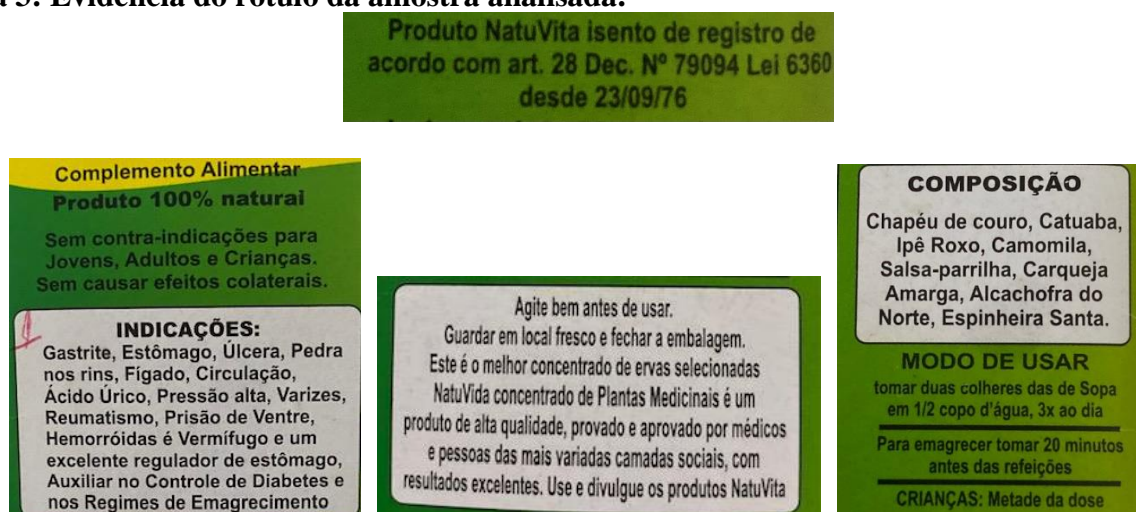 Produto NatuVita isento de registro de
acordo com art. 28 Dec. Nº 79094 Lei 6360
desde 23/09/76
Complemento Alimentar
Produto 100% natural
Sem contra-indicações para
Jovens, Adultos e Crianças.
Sem causar efeitos colaterais.
INDICAÇÕES:
Gastrite, Estômago, Úlcera, Pedra
nos rins, Fígado, Circulação,
Ácido Úrico, Pressão alta, Varizes,
Reumatismo, Prisão de Ventre,
Hemorróidas é Vermífugo e um
excelente regulador de estômago,
Auxiliar no Controle de Diabetes e
nos Regimes de Emagrecimento
Agite bem antes de usar.
Guardar em local fresco e fechar a embalagem.
Este é o melhor concentrado de ervas selecionadas
NatuVida concentrado de Plantas Medicinais é um
produto de alta qualidade, provado e aprovado por médicos
e pessoas das mais variadas camadas sociais, com
resultados excelentes. Use e divulgue os produtos NatuVita
COMPOSIÇÃO
Chapéu de couro, Catuaba,
Ipê Roxo, Camomila,
Salsa-parrilha, Carqueja
Amarga, Alcachofra do
Norte, Espinheira Santa.
MODO DE USAR
tomar duas colheres das de Sopa
em 1/2 copo d'água, 3x ao dia
Para emagrecer tomar 20 minutos
antes das refeições
CRIANÇAS: Metade da dose